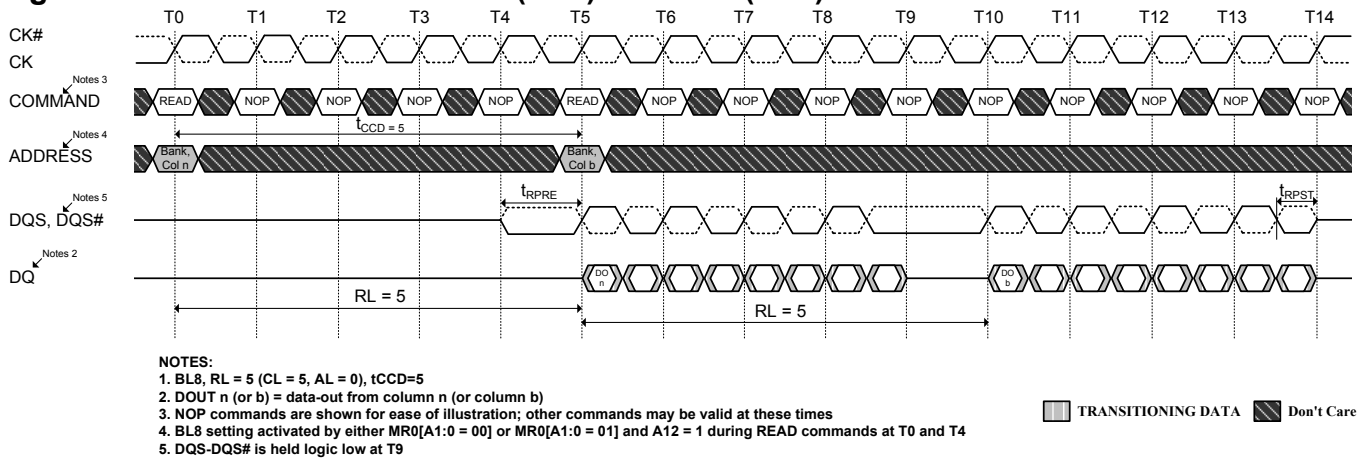 T0 T1 T2 T3 T4 T5 T6 T7 T8 T9 T10 T11 T12 T13 T14
CK#
CK
Notes 3
COMMAND READ NOP NOP NOP NOP READ NOP NOP NOP NOP NOP NOP NOP NOP NOP
tCCD = 5
Notes 4
ADDRESS
Bank, Col n
Bank, Col b
tRPRE
tRPST
Notes 5
DQS, DQS#
Notes 2
DQ
DO n
DO b
RL = 5
RL = 5
NOTES:
1. BL8, RL = 5 (CL = 5, AL = 0), tCCD=5
2. DOUT n (or b) = data-out from column n (or column b)
3. NOP commands are shown for ease of illustration; other commands may be valid at these times
4. BL8 setting activated by either MR0[A1:0 = 00] or MR0[A1:0 = 01] and A12 = 1 during READ commands at T0 and T4
5. DQS-DQS# is held logic low at T9
TRANSITIONING DATA
Don't Care